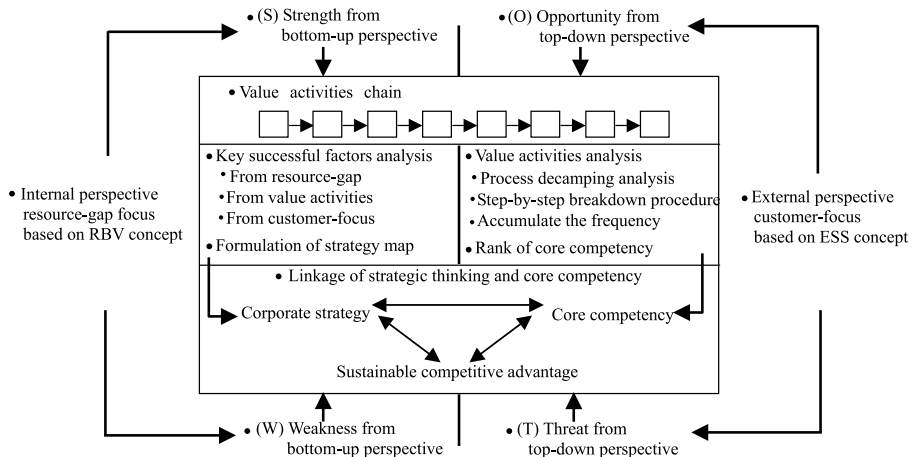 • (S) Strength from
bottom-up perspective
• (O) Opportunity from
top-down perspective
• Value activities chain
• Key successful factors analysis
• From resource-gap
• From value activities
• From customer-focus
• Formulation of strategy map
• Value activities analysis
• Process decamping analysis
• Step-by-step breakdown procedure
• Accumulate the frequency
• Rank of core competency
• Internal perspective
resource-gap focus
based on RBV concept
• External perspective
customer-focus
based on ESS concept
• Linkage of strategic thinking and core competency
Corporate strategy
Core competency
Sustainable competitive advantage
• (W) Weakness from
bottom-up perspective
• (T) Threat from
top-down perspective